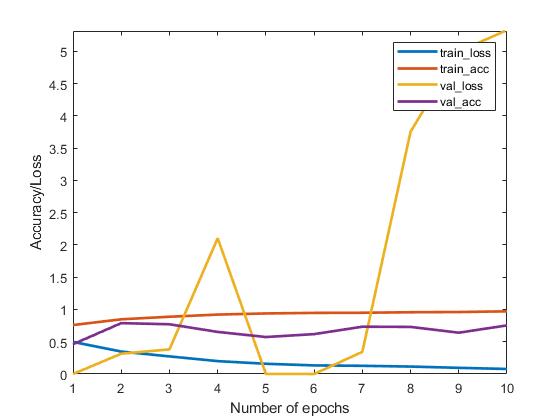 5
4.5
4
3.5
3
2.5
2
1.5
1
0.5
0
Accuracy/Loss
train_loss
train_acc
val_loss
val_acc
1 2 3 4 5 6 7 8 9 10
Number of epochs